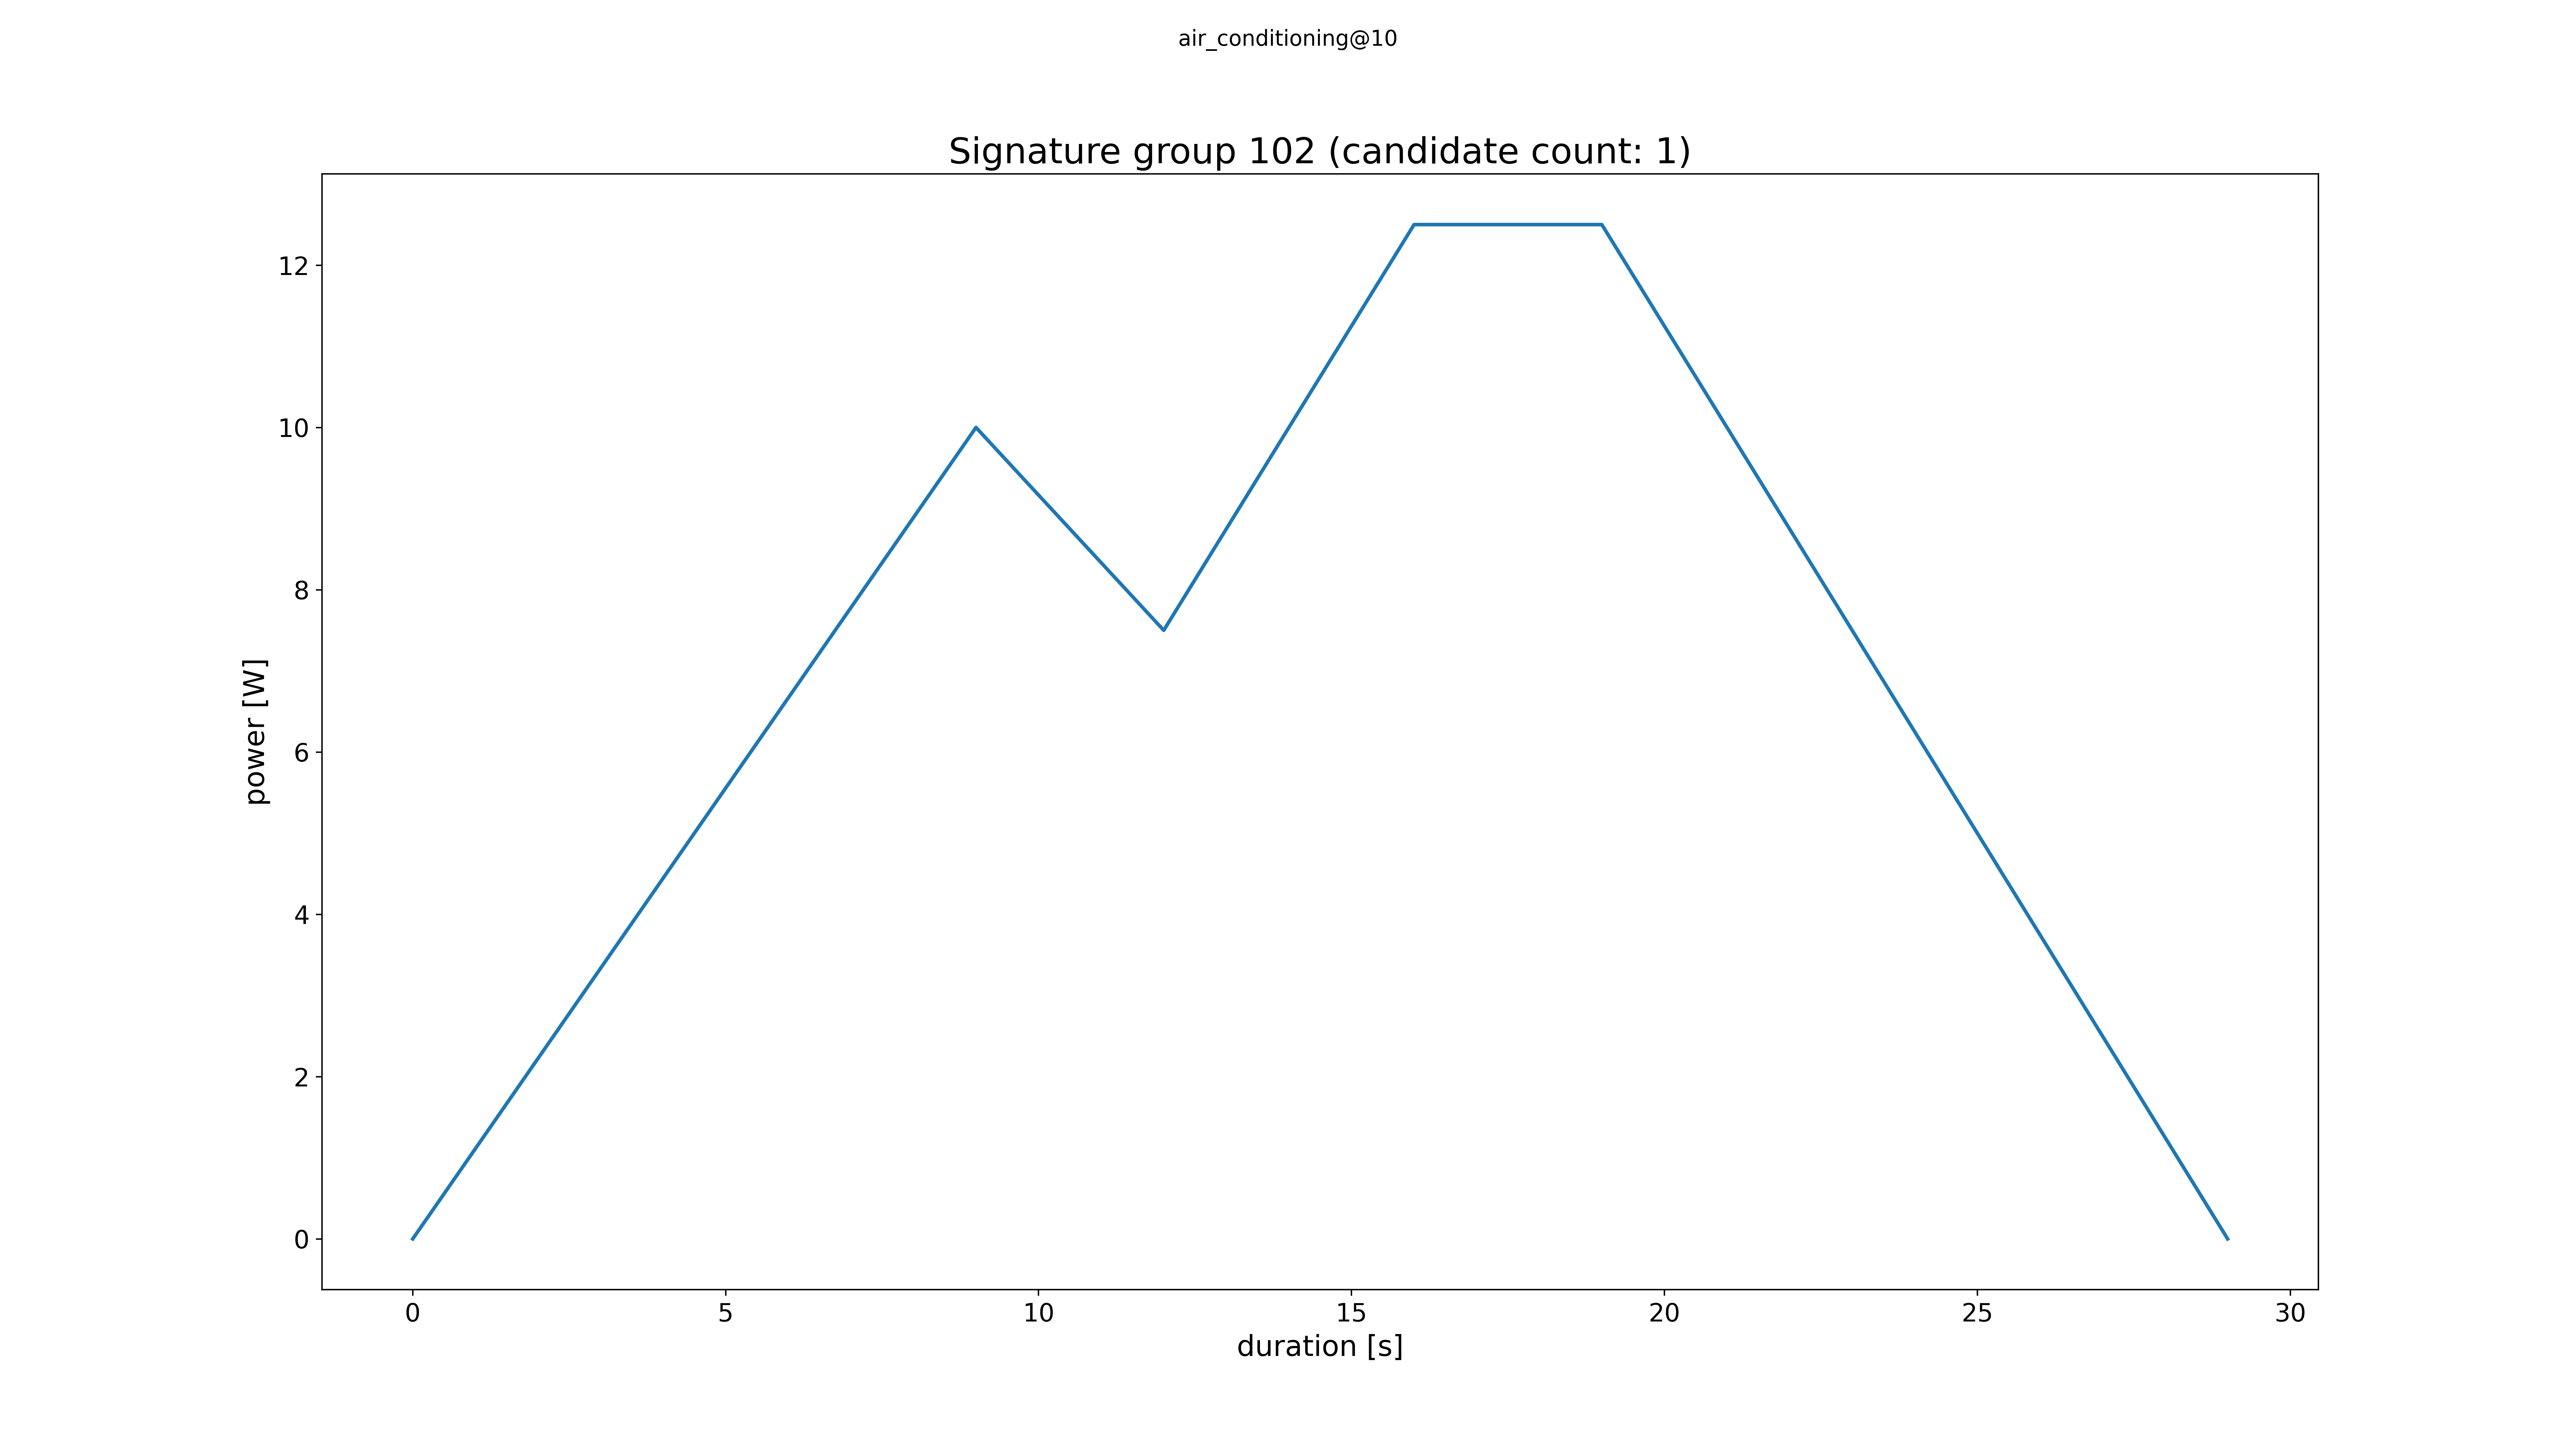 air_conditioning@10
Signature group 102 (candidate count: 1)
12
10
8
6
4
2
0
power [W]
0 5 10 15 20 25 30
duration [s]